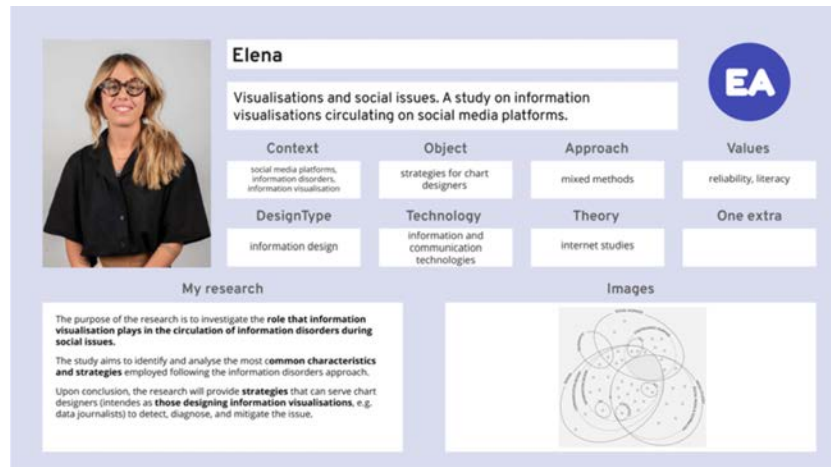 Elena
EA
Visualisations and social issues. A study on information
visualisations circulating on social media platforms.
Context
Object
Approach
Values
social media platforms,
information disorders,
information visualisation
strategies for chart
designers
mixed methods
reliability, literacy
DesignType
Technology
Theory
One extra
information design
information and
communication
technologies
internet studies
My research
Images
The purpose of the research is to investigate the role that information
visualisation plays in the circulation of information disorders during
social issues.
The study aims to identify and analyse the most common characteristics
and strategies employed following the information disorders approach.
Upon conclusion, the research will provide strategies that can serve chart
designers (intendes as those designing information visualisations, e.g.
data journalists) to detect, diagnose, and mitigate the issue.